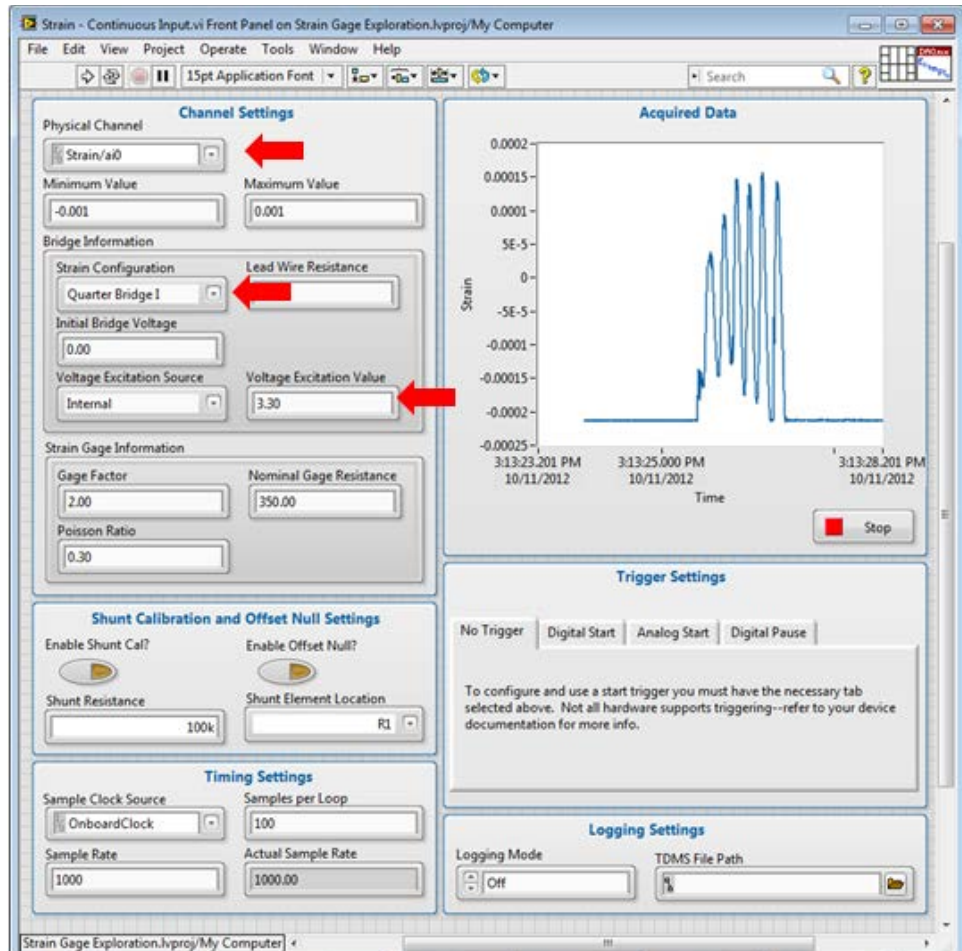 Strain - Continuous Input.vi Front Panel on Strain Gage Exploration.lvproj/My Computer
File Edit View Project Operate Tools Window Help
15pt Application Font
Search
DAQmx
Channel Settings
Physical Channel
Strain/ai0
Minimum Value
Maximum Value
-0.001
0.001
Bridge Information
Strain Configuration
Lead Wire Resistance
Quarter Bridge I
Initial Bridge Voltage
0.00
Voltage Excitation Source
Voltage Excitation Value
Internal
3.30
Strain Gage Information
Gage Factor
Nominal Gage Resistance
2.00
350.00
Poisson Ratio
0.30
Shunt Calibration and Offset Null Settings
Enable Shunt Cal?
Enable Offset Null?
Shunt Resistance
Shunt Element Location
100k
R1
Timing Settings
Sample Clock Source
Samples per Loop
OnboardClock
100
Sample Rate
Actual Sample Rate
1000
1000.00
Acquired Data
0.0002
0.00015
0.0001
5E-5
0
-5E-5
-0.0001
-0.00015
-0.0002
-0.00025
Strain
3:13:23.201 PM 3:13:25.000 PM 3:13:28.201 PM
10/11/2012 10/11/2012 10/11/2012
Time
Stop
Trigger Settings
No Trigger Digital Start Analog Start Digital Pause
To configure and use a start trigger you must have the necessary tab
selected above. Not all hardware supports triggering--refer to your device
documentation for more info.
Logging Settings
Logging Mode
TDMS File Path
Off
Strain Gage Exploration.lvproj/My Computer